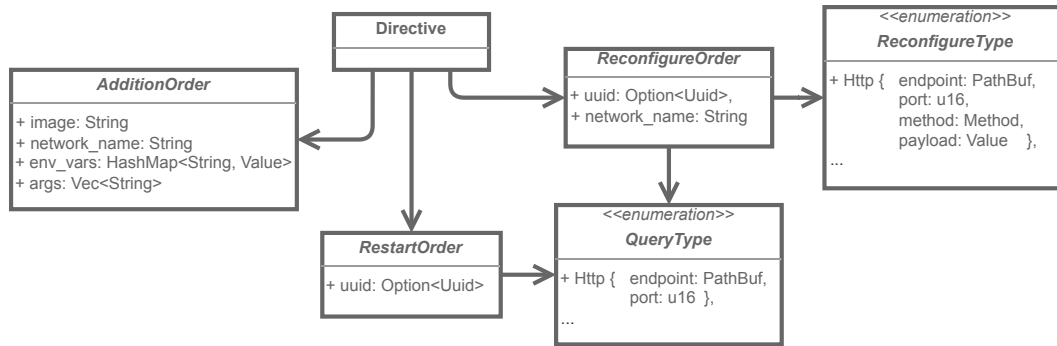 Directive
AdditionOrder
+ image: String
+ network_name: String
+ env_vars: HashMap<String, Value>
+ args: Vec<String>
ReconfigureOrder
+ uuid: Option<Uuid>,
+ network_name: String
<<enumeration>>
ReconfigureType
+ Http {   endpoint: PathBuf,
port: u16,
method: Method,
payload: Value   },
...
RestartOrder
+ uuid: Option<Uuid>
<<enumeration>>
QueryType
+ Http {   endpoint: PathBuf,
port: u16  },
...